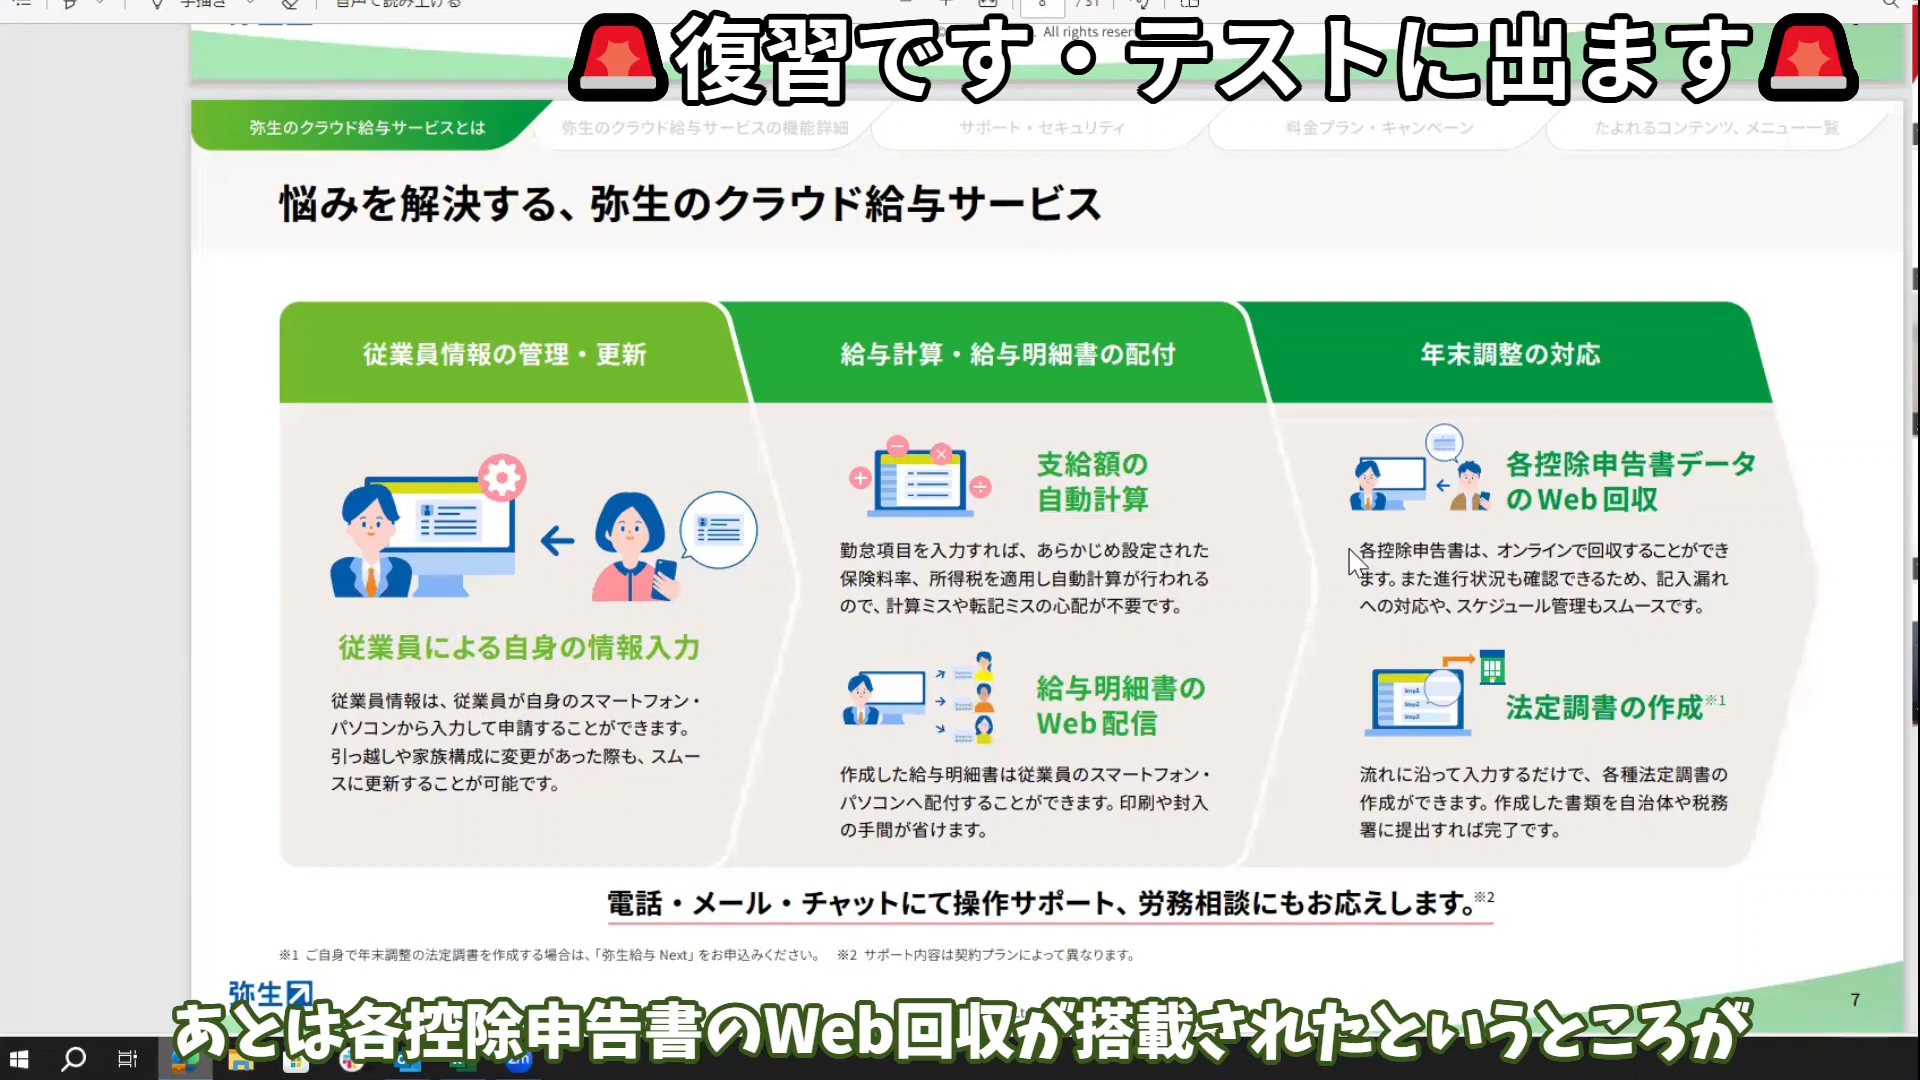 手描き
音声で読み上げる
8 / 31
All rights reser
🚨復習です・テストに出ます🚨
弥生のクラウド給与サービスとは
弥生のクラウド給与サービスの機能詳細
サポート・セキュリティ
料金プラン・キャンペーン
たよれるコンテンツ、メニュー一覧
悩みを解決する、弥生のクラウド給与サービス
従業員情報の管理・更新
従業員による自身の情報入力
従業員情報は、従業員が自身のスマートフォン・
パソコンから入力して申請することができます。
引っ越しや家族構成に変更があった際も、スムー
スに更新することが可能です。
給与計算・給与明細書の配付
支給額の
自動計算
勤怠項目を入力すれば、あらかじめ設定された
保険料率、所得税を適用し自動計算が行われる
ので、計算ミスや転記ミスの心配が不要です。
給与明細書の
Web配信
作成した給与明細書は従業員のスマートフォン・
パソコンへ配付することができます。印刷や封入
の手間が省けます。
年末調整の対応
各控除申告書データ
のWeb回収
各控除申告書は、オンラインで回収することができ
ます。また進行状況も確認できるため、記入漏れ
への対応や、スケジュール管理もスムースです。
Step1
Step2
Step3
法定調書の作成※1
流れに沿って入力するだけで、各種法定調書の
作成ができます。作成した書類を自治体や税務
署に提出すれば完了です。
電話・メール・チャットにて操作サポート、労務相談にもお応えします。※2
※1 ご自身で年末調整の法定調書を作成する場合は、「弥生給与 Next」をお申込みください。 ※2 サポート内容は契約プランによって異なります。
弥生
7
あとは各控除申告書のWeb回収が搭載されたというところが